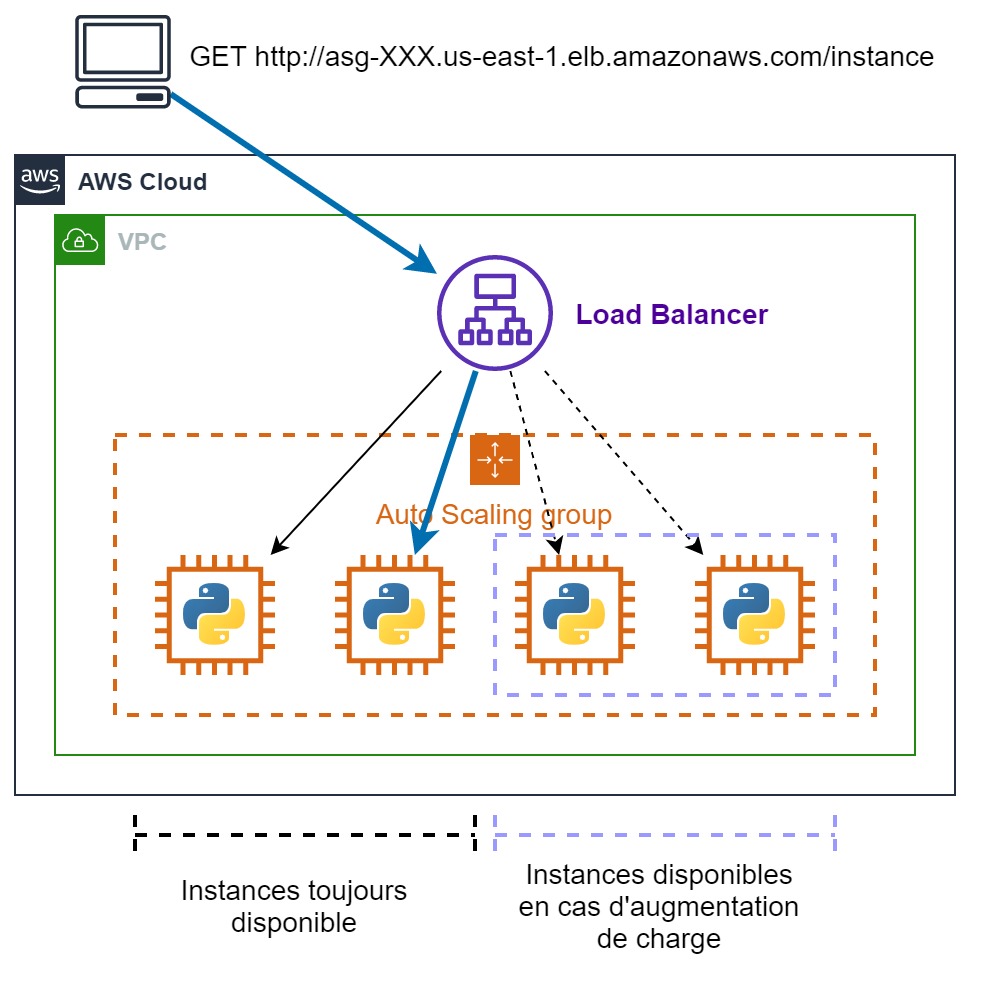 GET http://asg-XXX.us-east-1.elb.amazonaws.com/instance
aws
AWS Cloud
VPC
Load Balancer
Auto Scaling group
Instances toujours
disponible
Instances disponibles
en cas d'augmentation
de charge